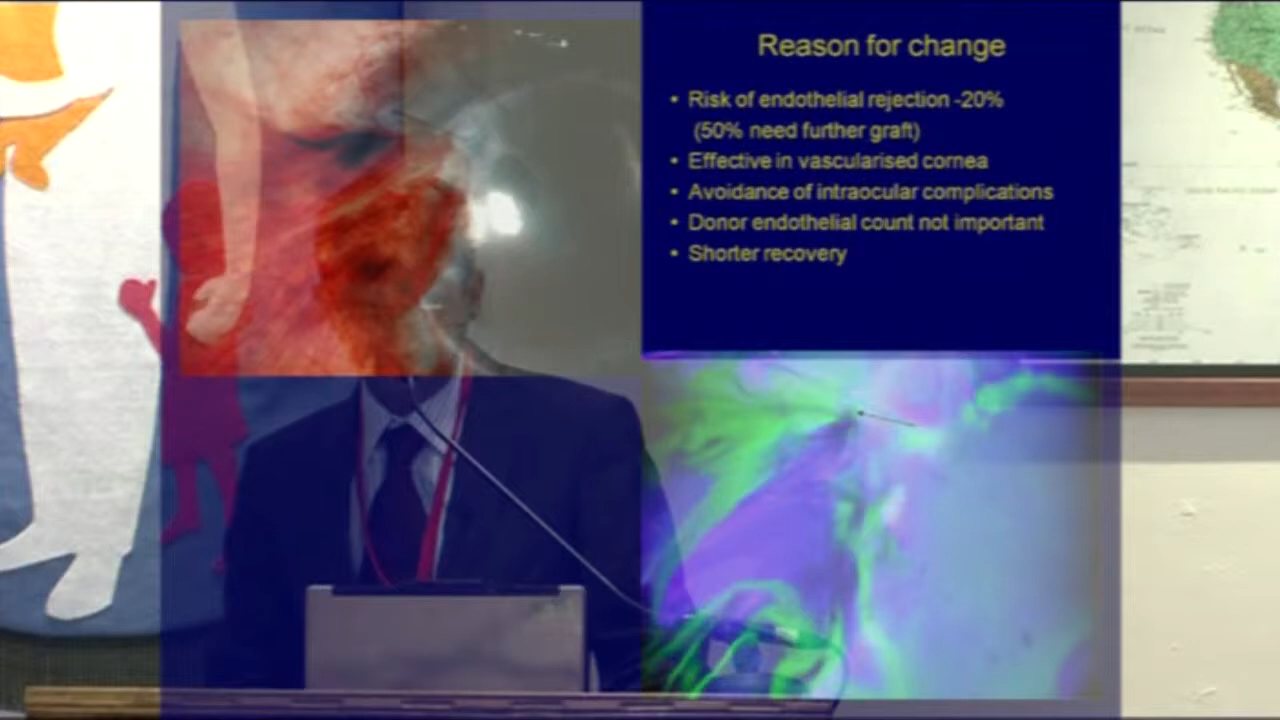 Reason for change
• Risk of endothelial rejection -20%
(50% need further graft)
• Effective in vascularised cornea
• Avoidance of intraocular complications
• Donor endothelial count not important
• Shorter recovery